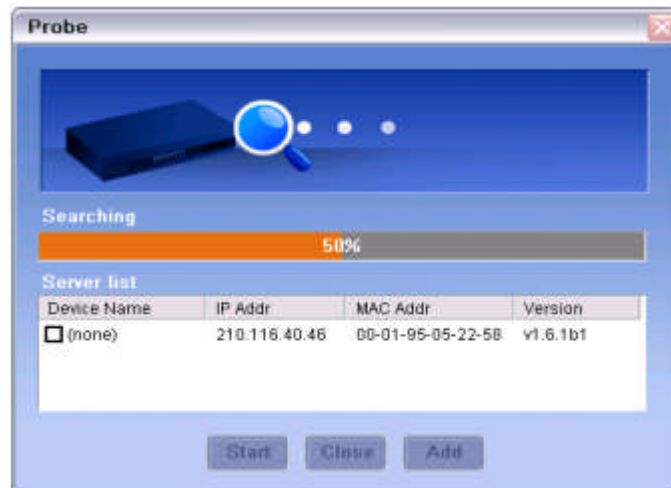 Probe
Searching
50%
Server list
Device Name IP Addr MAC Addr Version
(none) 210.116.40.46 00-01-95-05-22-58 v1.6.1b1
Start Close Add